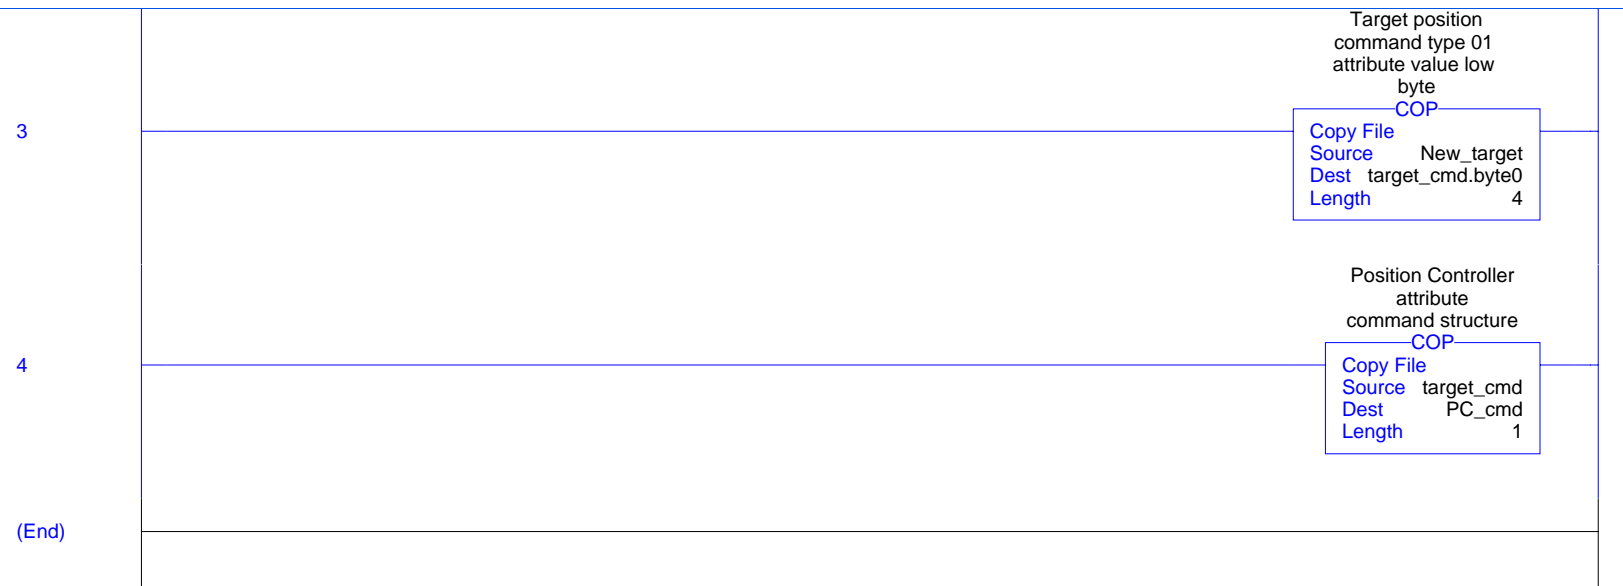 Target position
command type 01
attribute value low
byte
COP
3
Copy File
Source New_target
Dest target_cmd.byte0
Length 4
Position Controller
attribute
command structure
COP
4
Copy File
Source target_cmd
Dest PC_cmd
Length 1
(End)